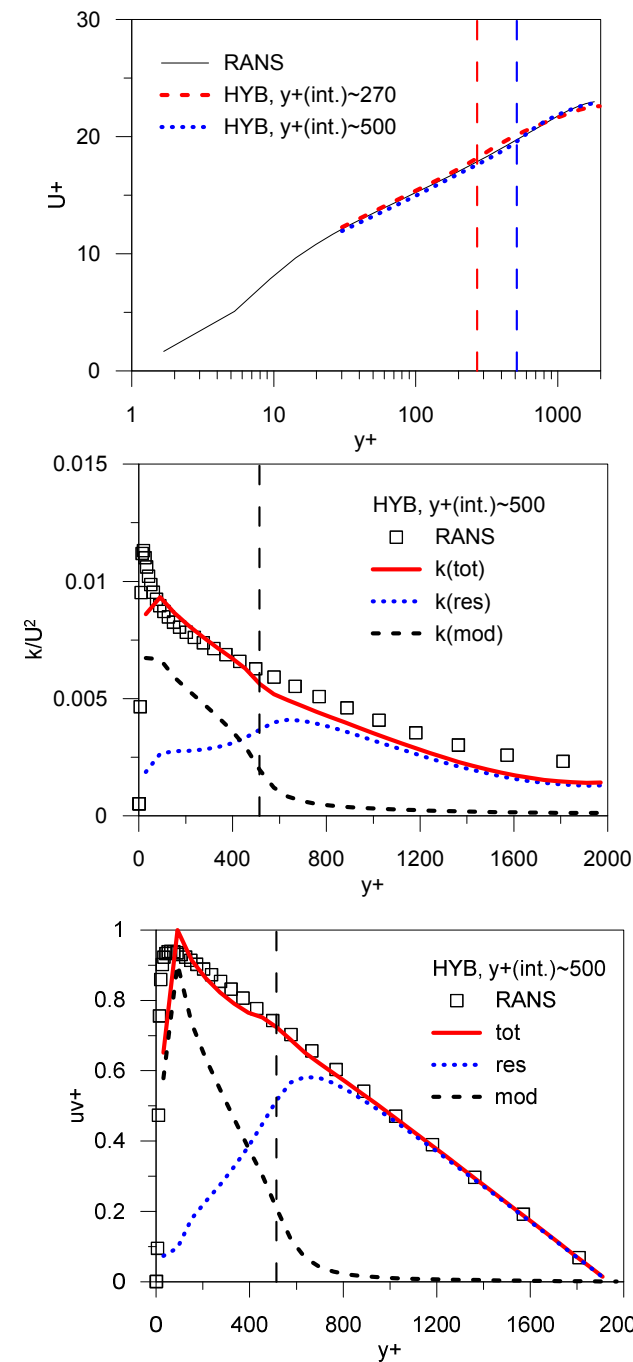 30
20
10
0
U+
RANS
HYB, y+(int.)~270
HYB, y+(int.)~500
1
10
100
1000
y+
0.015
0.01
0.005
0
k/U²
HYB, y+(int.)~500
RANS
k(tot)
k(res)
k(mod)
0
400
800
1200
1600
2000
y+
1
0.8
0.6
0.4
0.2
0
uv+
HYB, y+(int.)~500
RANS
tot
res
mod
0
400
800
1200
1600
200
y+